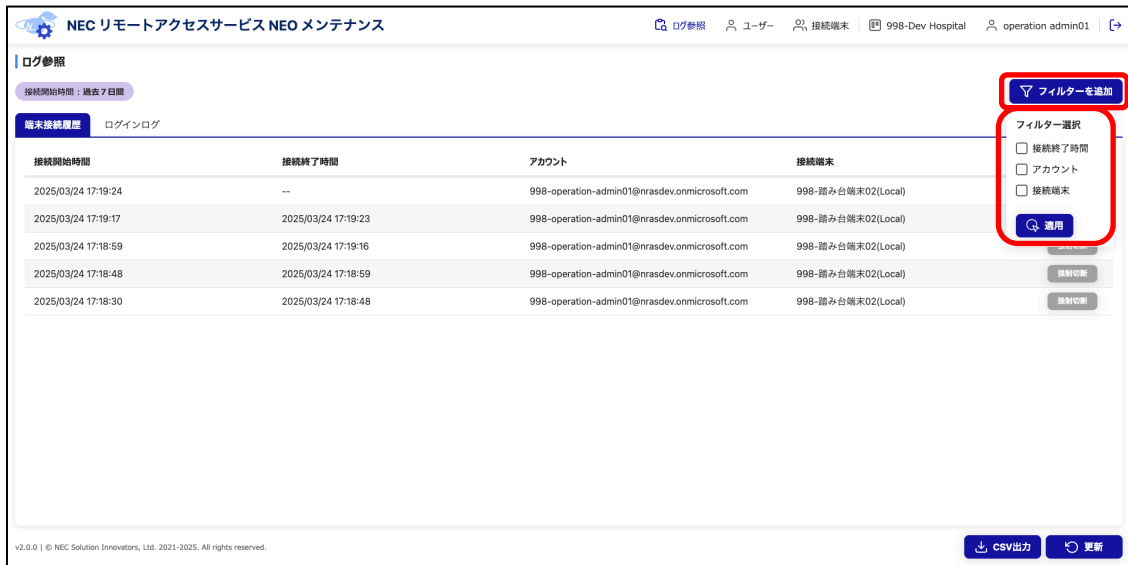 NEC リモートアクセスサービス NEO メンテナンス
ログ参照 ユーザー 接続端末 998-Dev Hospital operation admin01
ログ参照
接続開始時間 : 過去７日間
フィルターを追加
端末接続履歴 ログインログ
フィルター選択
接続終了時間
アカウント
接続端末
適用
接続開始時間 接続終了時間 アカウント 接続端末
2025/03/24 17:19:24 -- 998-operation-admin01@nrasdev.onmicrosoft.com 998-踏み台端末02(Local)
2025/03/24 17:19:17 2025/03/24 17:19:23 998-operation-admin01@nrasdev.onmicrosoft.com 998-踏み台端末02(Local)
2025/03/24 17:18:59 2025/03/24 17:19:16 998-operation-admin01@nrasdev.onmicrosoft.com 998-踏み台端末02(Local) 強制切断
2025/03/24 17:18:48 2025/03/24 17:18:59 998-operation-admin01@nrasdev.onmicrosoft.com 998-踏み台端末02(Local) 強制切断
2025/03/24 17:18:30 2025/03/24 17:18:48 998-operation-admin01@nrasdev.onmicrosoft.com 998-踏み台端末02(Local) 強制切断
v2.0.0 | © NEC Solution Innovators, Ltd. 2021-2025. All rights reserved.
CSV出力 更新